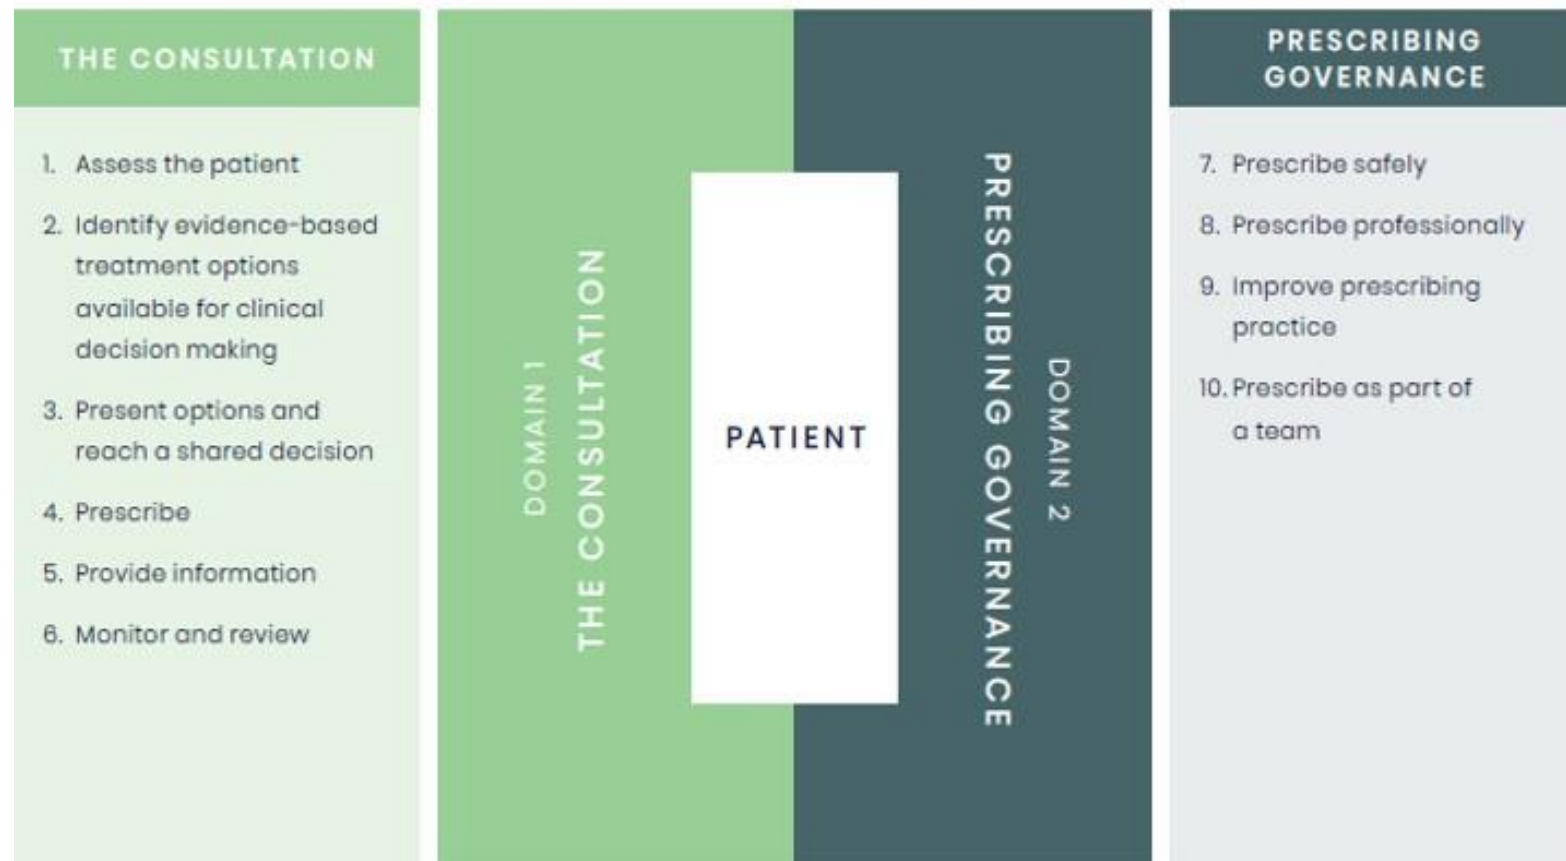 THE CONSULTATION
1. Assess the patient
2. Identify evidence-based
treatment options
available for clinical
decision making
3. Present options and
reach a shared decision
4. Prescribe
5. Provide information
6. Monitor and review
DOMAIN 1
THE CONSULTATION
PATIENT
PRESCRIBING GOVERNANCE
DOMAIN 2
PRESCRIBING
GOVERNANCE
7. Prescribe safely
8. Prescribe professionally
9. Improve prescribing
practice
10. Prescribe as part of
a team